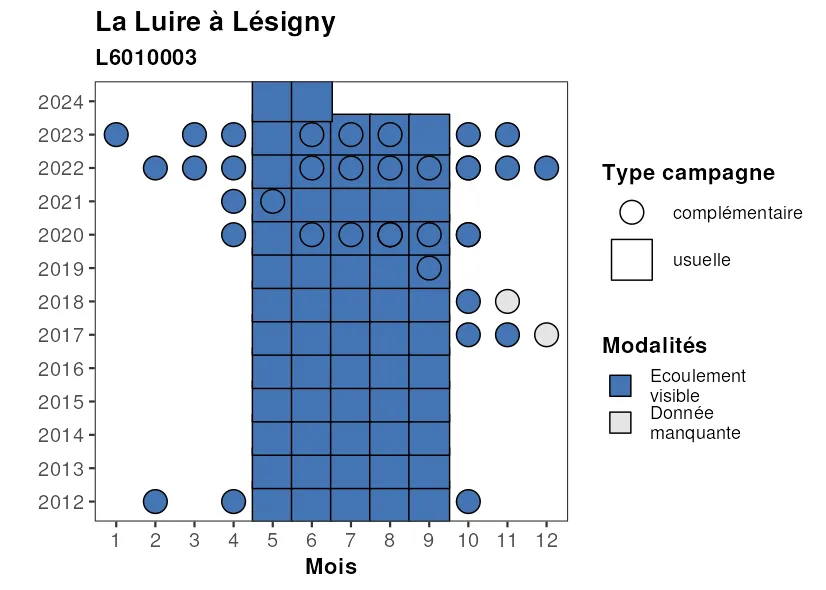 La Luire à Lésigny
L6010003
2024
2023
2022
2021
2020
2019
2018
2017
2016
2015
2014
2013
2012
1 2 3 4 5 6 7 8 9 10 11 12
Mois
Type campagne
complémentaire
usuelle
Modalités
Ecoulement
visible
Donnée
manquante